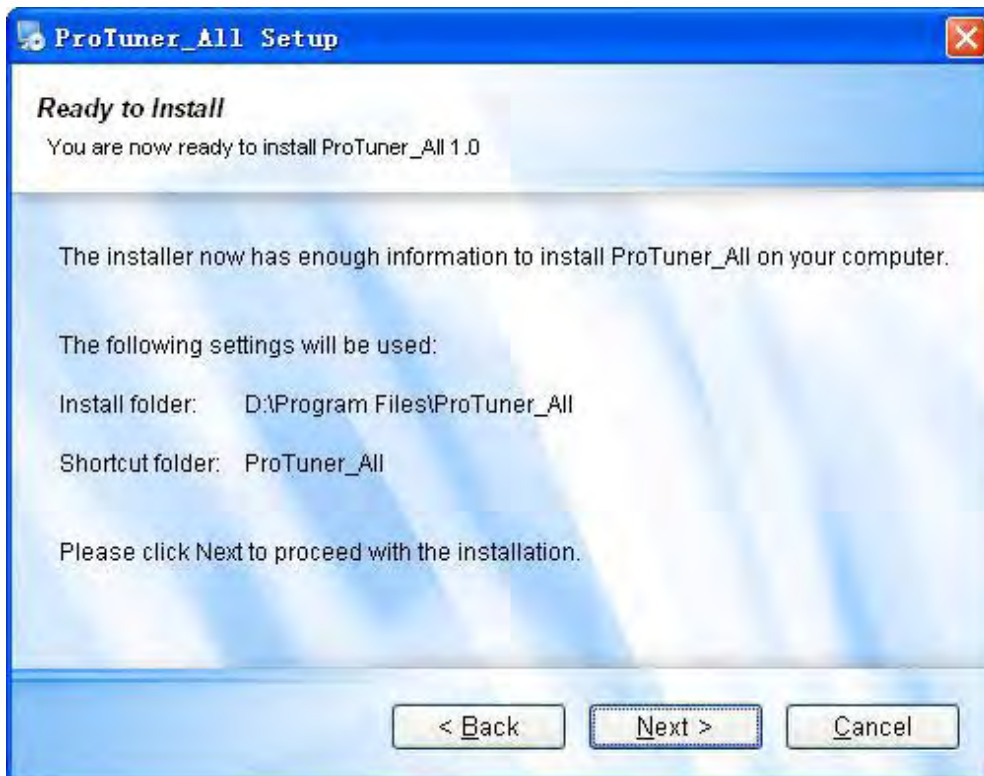 ProTuner_All Setup
Ready to Install
You are now ready to install ProTuner_All 1.0
The installer now has enough information to install ProTuner_All on your computer.
The following settings will be used:
Install folder: D:\Program Files\ProTuner_All
Shortcut folder: ProTuner_All
Please click Next to proceed with the installation.
< Back Next > Cancel